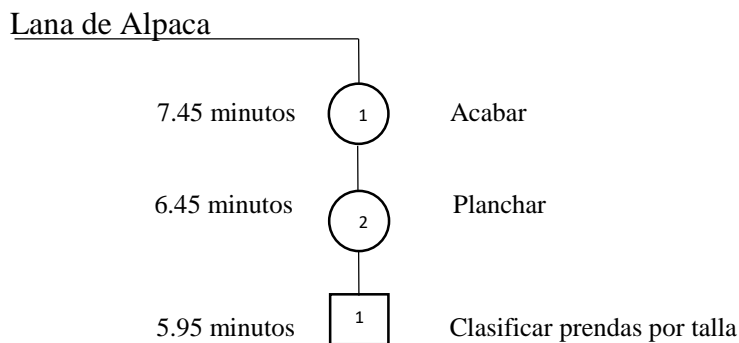 Lana de Alpaca
7.45 minutos 1 Acabar
6.45 minutos 2 Planchar
5.95 minutos 1 Clasificar prendas por talla